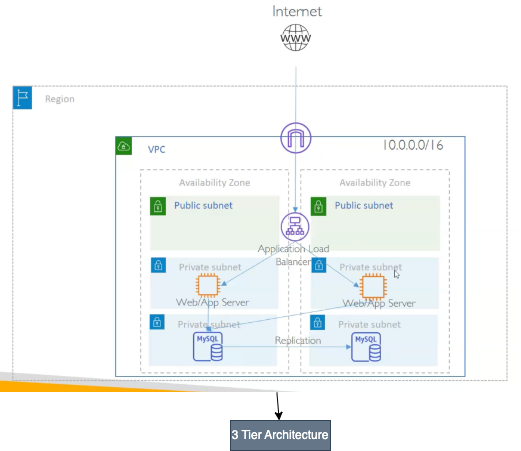 Internet
WWW
Region
10.0.0.0/16
VPC
Availability Zone
Availability Zone
Public subnet
Public subnet
Application Load
Balancer
Private subnet
Private subnet
Web/App Server
Web/App Server
Private subnet
Private subnet
MySQL
Replication
MySQL
3 Tier Architecture